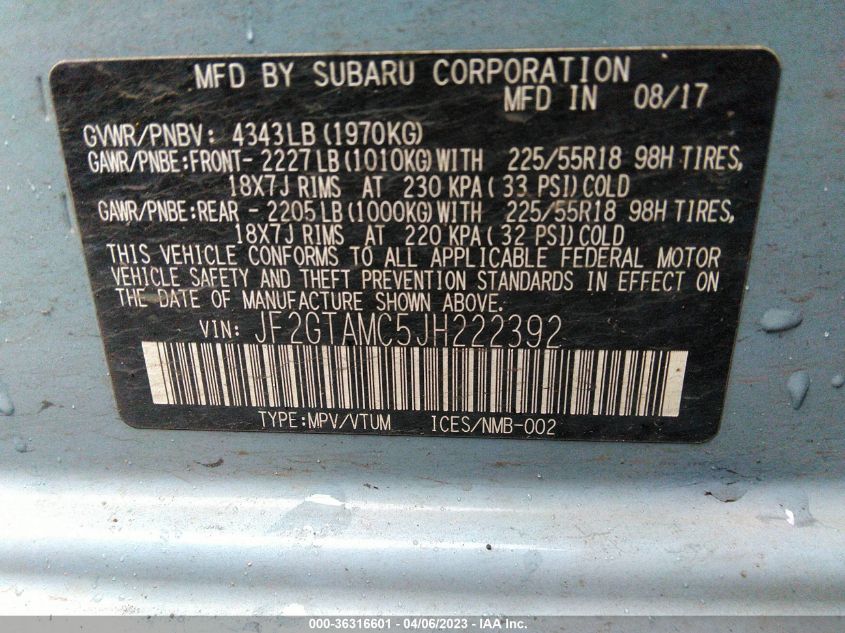 MFD BY SUBARU CORPORATION
MFD IN 08/17
GVWR/PNBV: 4343LB (1970KG)
GAWR/PNBE:FRONT- 2227LB(1010KG)WITH 225/55R18 98H TIRES,
18X7J RIMS AT 230 KPA( 33 PSI)COLD
GAWR/PNBE:REAR - 2205LB(1000KG)WITH 225/55R18 98H TIRES,
18X7J RIMS AT 220 KPA( 32 PSI)COLD
THIS VEHICLE CONFORMS TO ALL APPLICABLE FEDERAL MOTOR
VEHICLE SAFETY AND THEFT PREVENTION STANDARDS IN EFFECT ON
THE DATE OF MANUFACTURE SHOWN ABOVE.
VIN: JF2GTAMC5JH222392
TYPE:MPV/VTUM ICES/NMB-002
000-36316601 - 04/06/2023 - IAA, Inc.